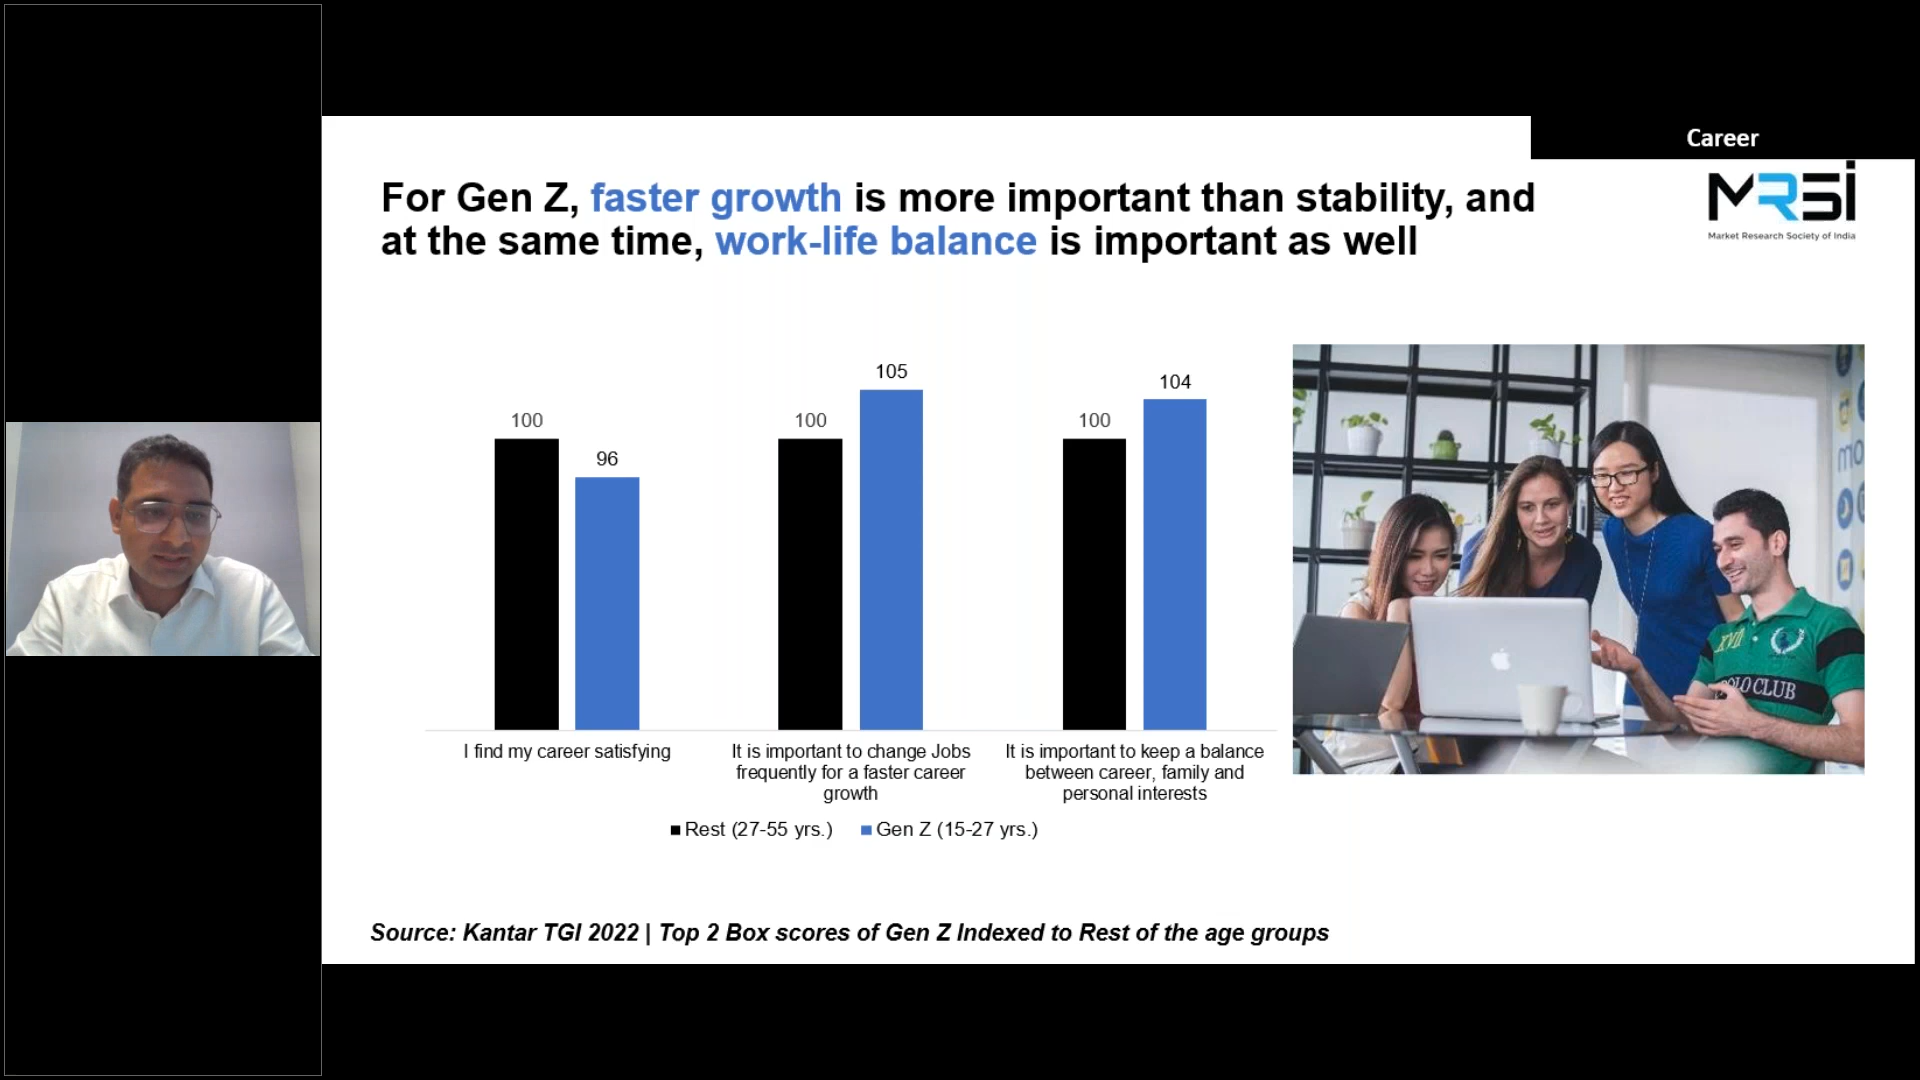 Career
For Gen Z, faster growth is more important than stability, and
at the same time, work-life balance is important as well
MRSi
Market Research Society of India
100
96
100
105
100
104
I find my career satisfying
It is important to change Jobs
frequently for a faster career
growth
It is important to keep a balance
between career, family and
personal interests
Rest (27-55 yrs.)
Gen Z (15-27 yrs.)
XVII
POLO CLUB
Source: Kantar TGI 2022 | Top 2 Box scores of Gen Z Indexed to Rest of the age groups